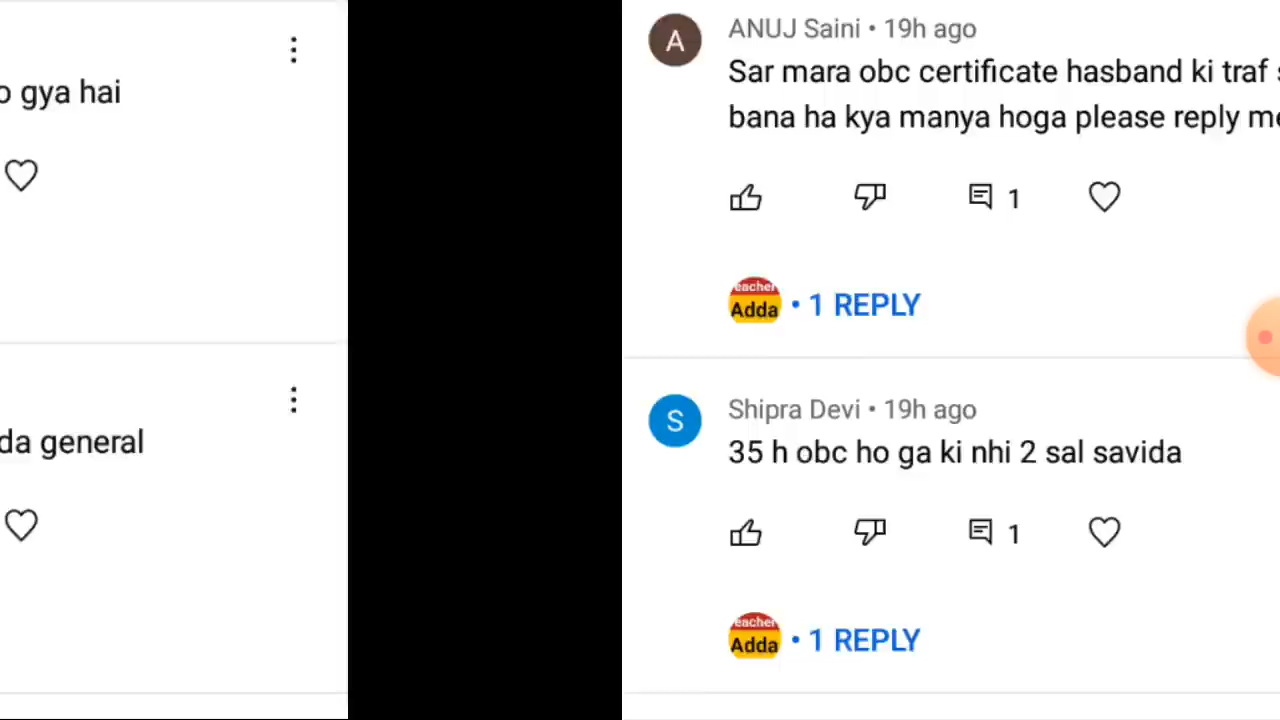 o gya hai
da general
ANUJ Saini • 19h ago
Sar mara obc certificate hasband ki traf
bana ha kya manya hoga please reply
1
eacher
Adda
• 1 REPLY
Shipra Devi • 19h ago
35 h obc ho ga ki nhi 2 sal savida
1
eacher
Adda
• 1 REPLY